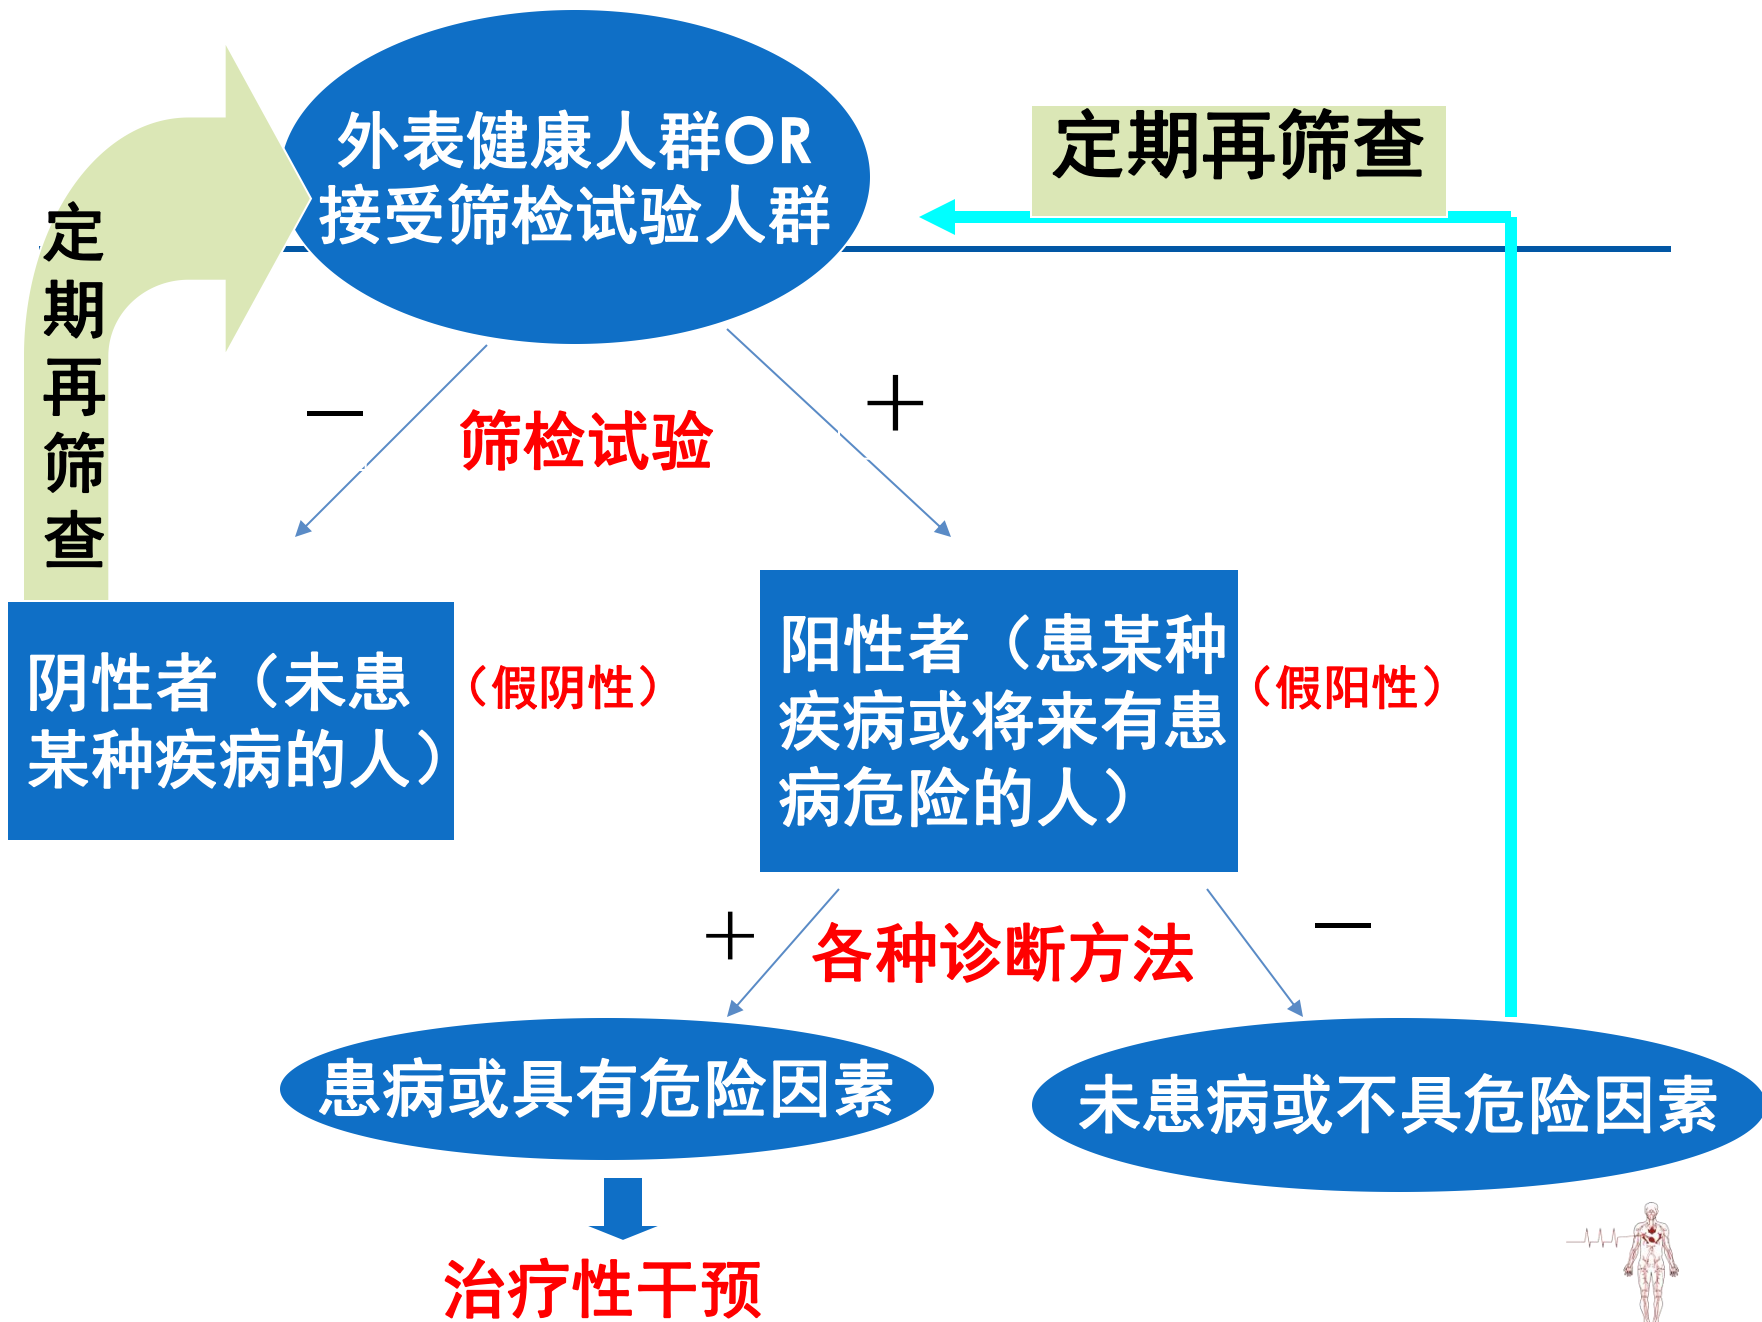 外表健康人群OR
接受筛检试验人群
定期再筛查
定
期
再
筛
查
—
筛检试验
+
阴性者（未患
某种疾病的人）
（假阴性）
阳性者（患某种
疾病或将来有患
病危险的人）
（假阳性）
+
各种诊断方法
—
患病或具有危险因素
未患病或不具危险因素
治疗性干预